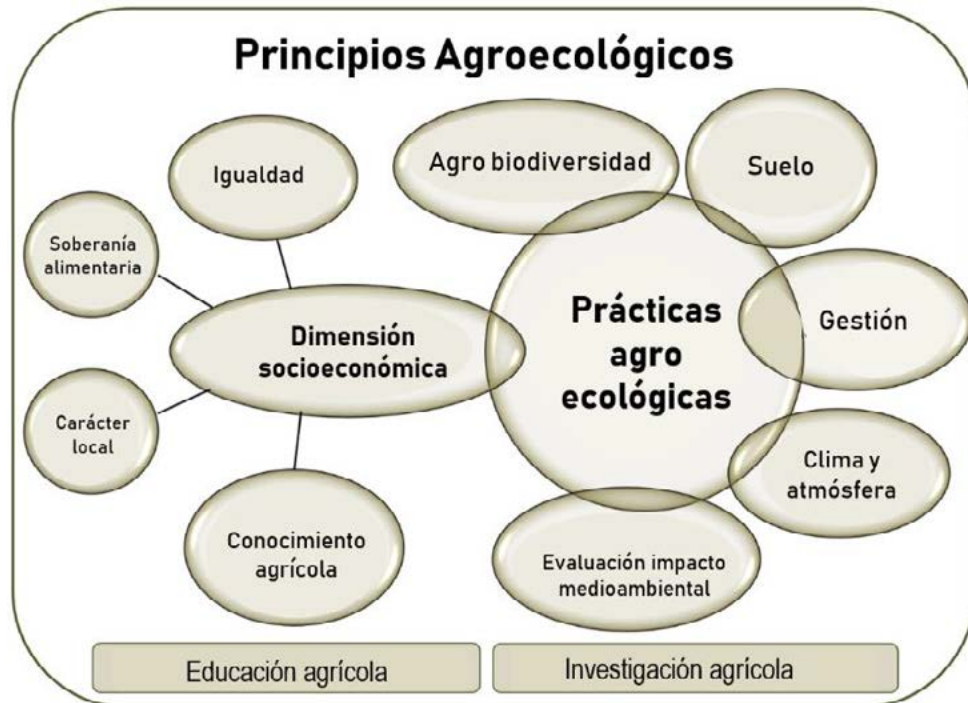 Principios Agroecológicos
Igualdad
Agro biodiversidad
Suelo
Soberanía
alimentaria
Dimensión
socioeconómica
Prácticas
agro
ecológicas
Gestión
Carácter
local
Clima y
atmósfera
Conocimiento
agrícola
Evaluación impacto
medioambiental
Educación agrícola
Investigación agrícola